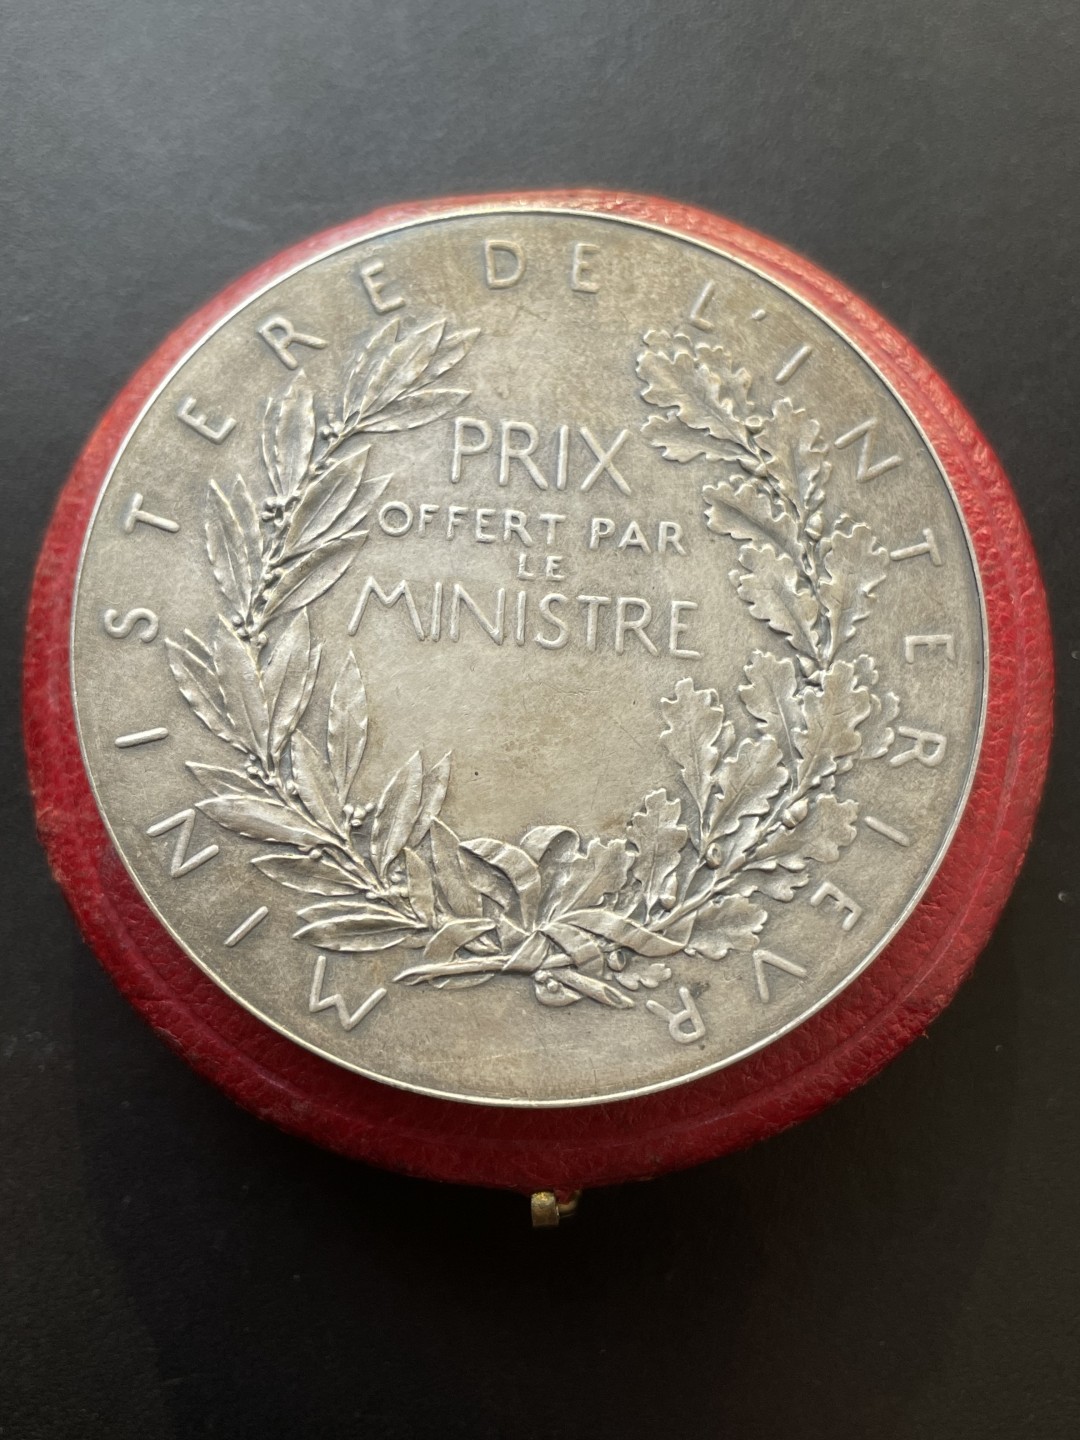 MINISTERE DE L'INTERIEVR
PRIX
OFFERT PAR
LE
MINISTRE